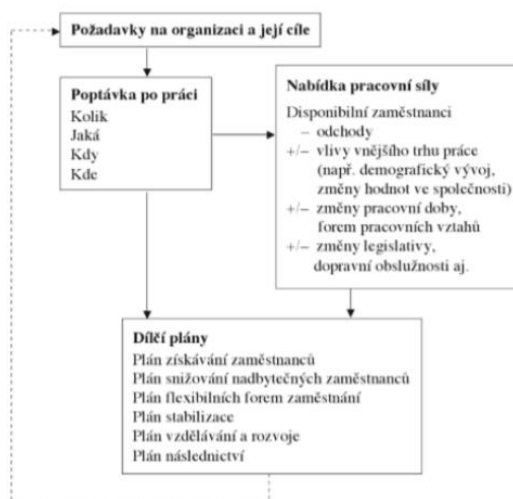 Požadavky na organizaci a její cíle
Poptávka po práci
Kolik
Jaká
Kdy
Kde
Nabídka pracovní síly
Disponibilní zaměstnanci
– odchody
+/– vlivy vnějšího trhu práce
(např. demografický vývoj,
změny hodnot ve společnosti)
+/– změny pracovní doby,
forem pracovních vztahů
+/– změny legislativy,
dopravní obslužnosti aj.
Dílčí plány
Plán získávání zaměstnanců
Plán snižování nadbytečných zaměstnanců
Plán flexibilních forem zaměstnání
Plán stabilizace
Plán vzdělávání a rozvoje
Plán následnictví